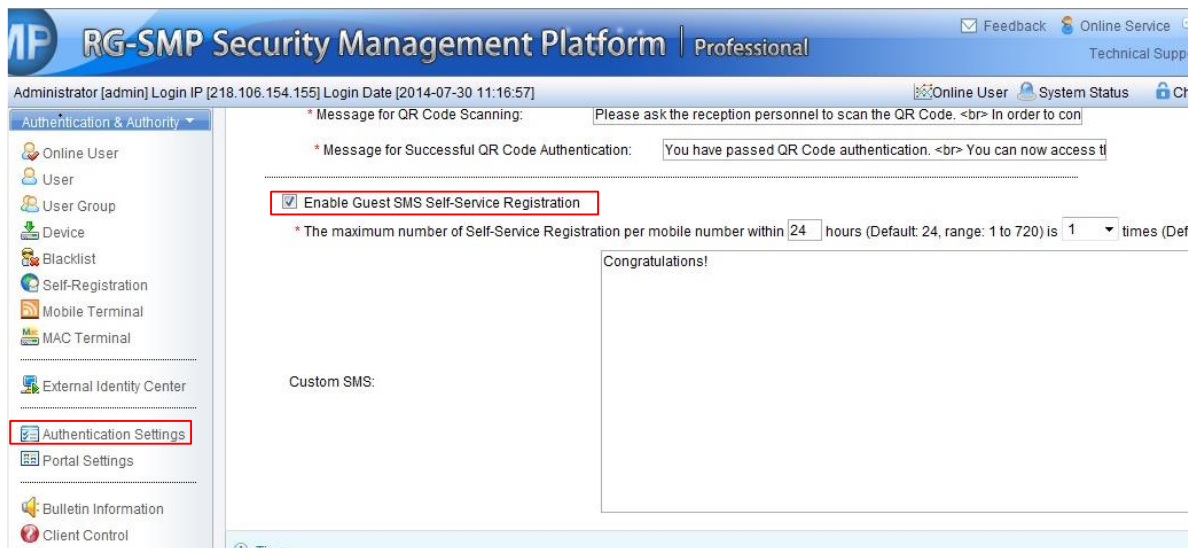 MP RG-SMP Security Management Platform | Professional
Feedback Online Service
Technical Supp
Administrator [admin] Login IP [218.106.154.155] Login Date [2014-07-30 11:16:57]
Online User System Status Ch
Authentication & Authority
Online User
User
User Group
Device
Blacklist
Self-Registration
Mobile Terminal
MAC Terminal
External Identity Center
Authentication Settings
Portal Settings
Bulletin Information
Client Control
* Message for QR Code Scanning: Please ask the reception personnel to scan the QR Code. <br> In order to con
* Message for Successful QR Code Authentication: You have passed QR Code authentication. <br> You can now access t
Enable Guest SMS Self-Service Registration
* The maximum number of Self-Service Registration per mobile number within 24 hours (Default: 24, range: 1 to 720) is 1 times (Def
Congratulations!
Custom SMS: